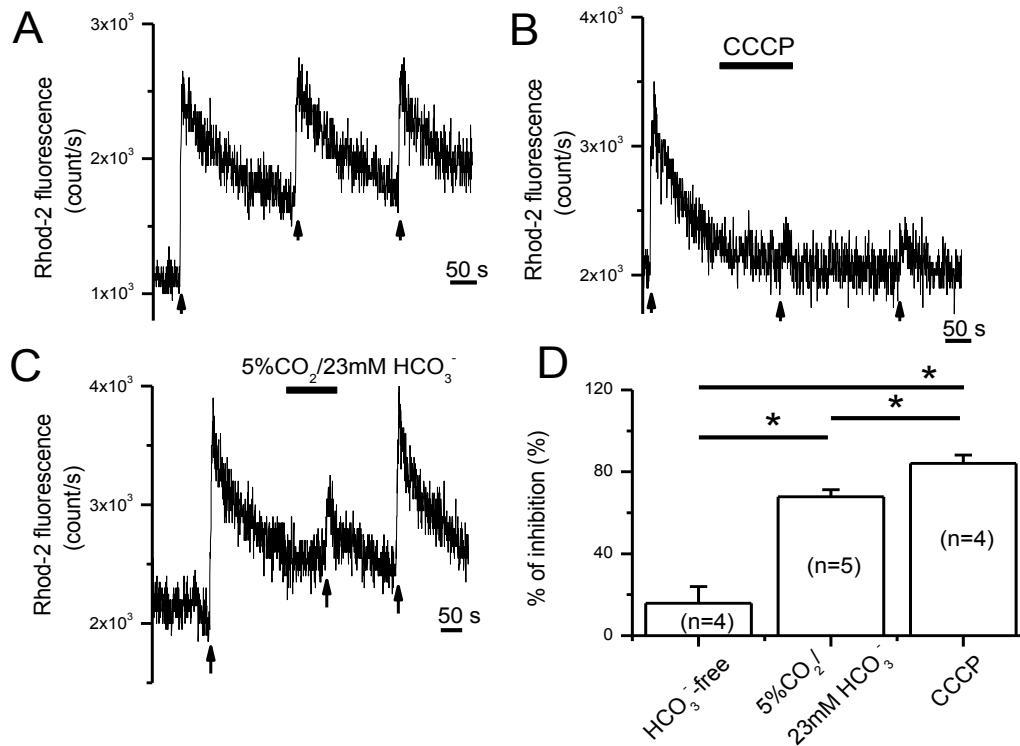 A
3x10³
2x10³
1x10³
Rhod-2 fluorescence
(count/s)
50 s
B
CCCP
4x10³
3x10³
2x10³
Rhod-2 fluorescence
(count/s)
50 s
C
5%CO₂/23mM HCO₃⁻
4x10³
3x10³
2x10³
Rhod-2 fluorescence
(count/s)
50 s
D
120
80
40
0
% of inhibition (%)
*
*
*
(n=4)
(n=5)
(n=4)
HCO₃⁻-free
5%CO₂/
23mM HCO₃⁻
CCCP